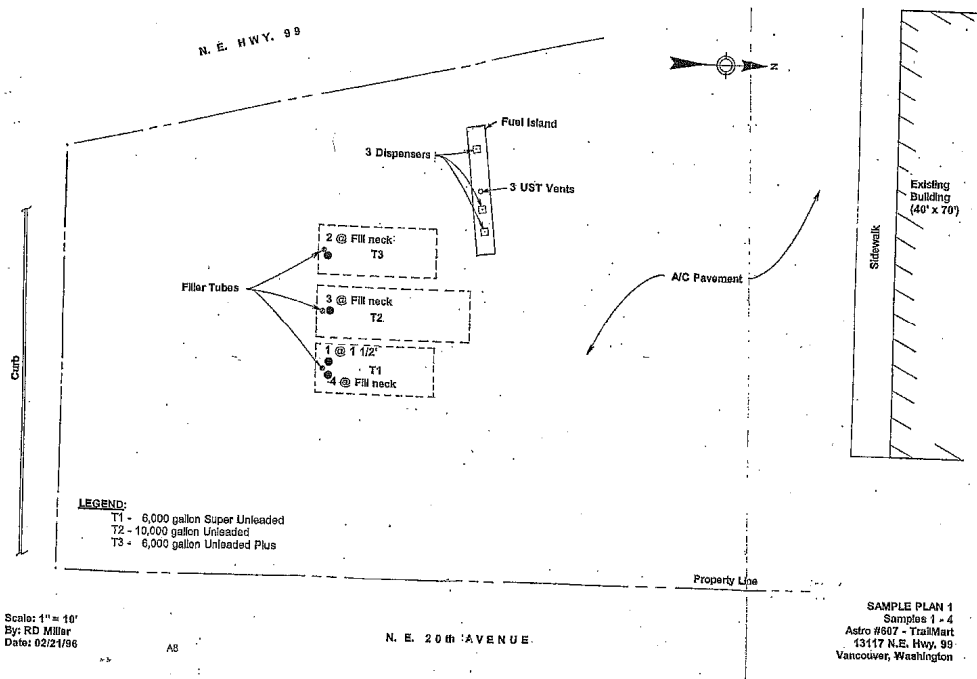 N. E. HWY. 99
N
Fuel Island
3 Dispensers
3 UST Vents
Existing
Building
(40' x 70')
Sidewalk
2 @ Fill neck
T3
A/C Pavement
Filler Tubes
3 @ Fill neck
T2
1 @ 1 1/2'
T1
4 @ Fill neck
Curb
LEGEND:
T1 - 6,000 gallon Super Unleaded
T2 - 10,000 gallon Unleaded
T3 - 6,000 gallon Unleaded Plus
Property Line
Scale: 1" = 10'
By: RD Miller
Date: 02/21/96
AB
N. E. 20th AVENUE
SAMPLE PLAN 1
Samples 1 - 4
Astro #607 - TrailMart
13117 N.E. Hwy. 99
Vancouver, Washington